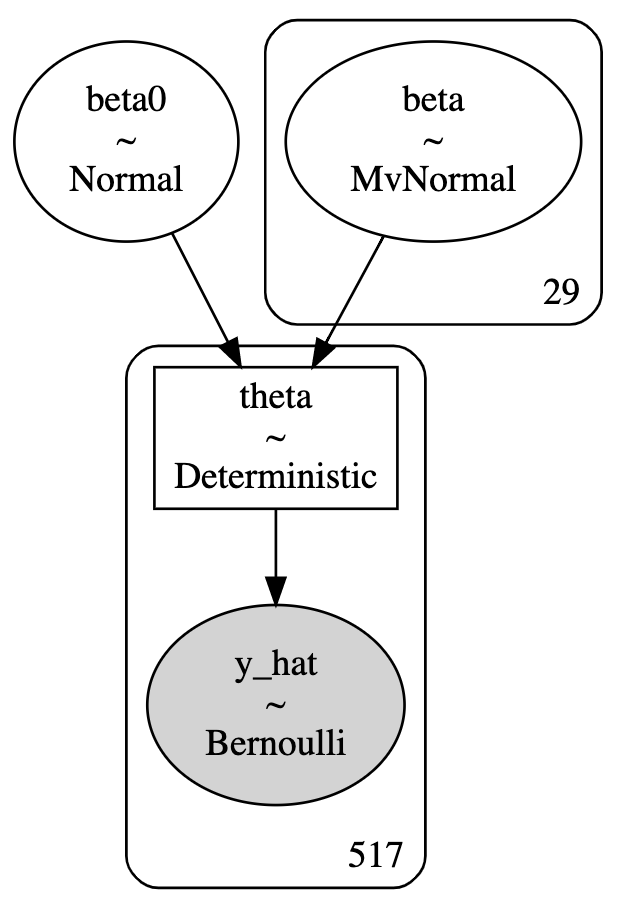 beta0
~
Normal
beta
~
MvNormal
29
theta
~
Deterministic
y_hat
~
Bernoulli
517